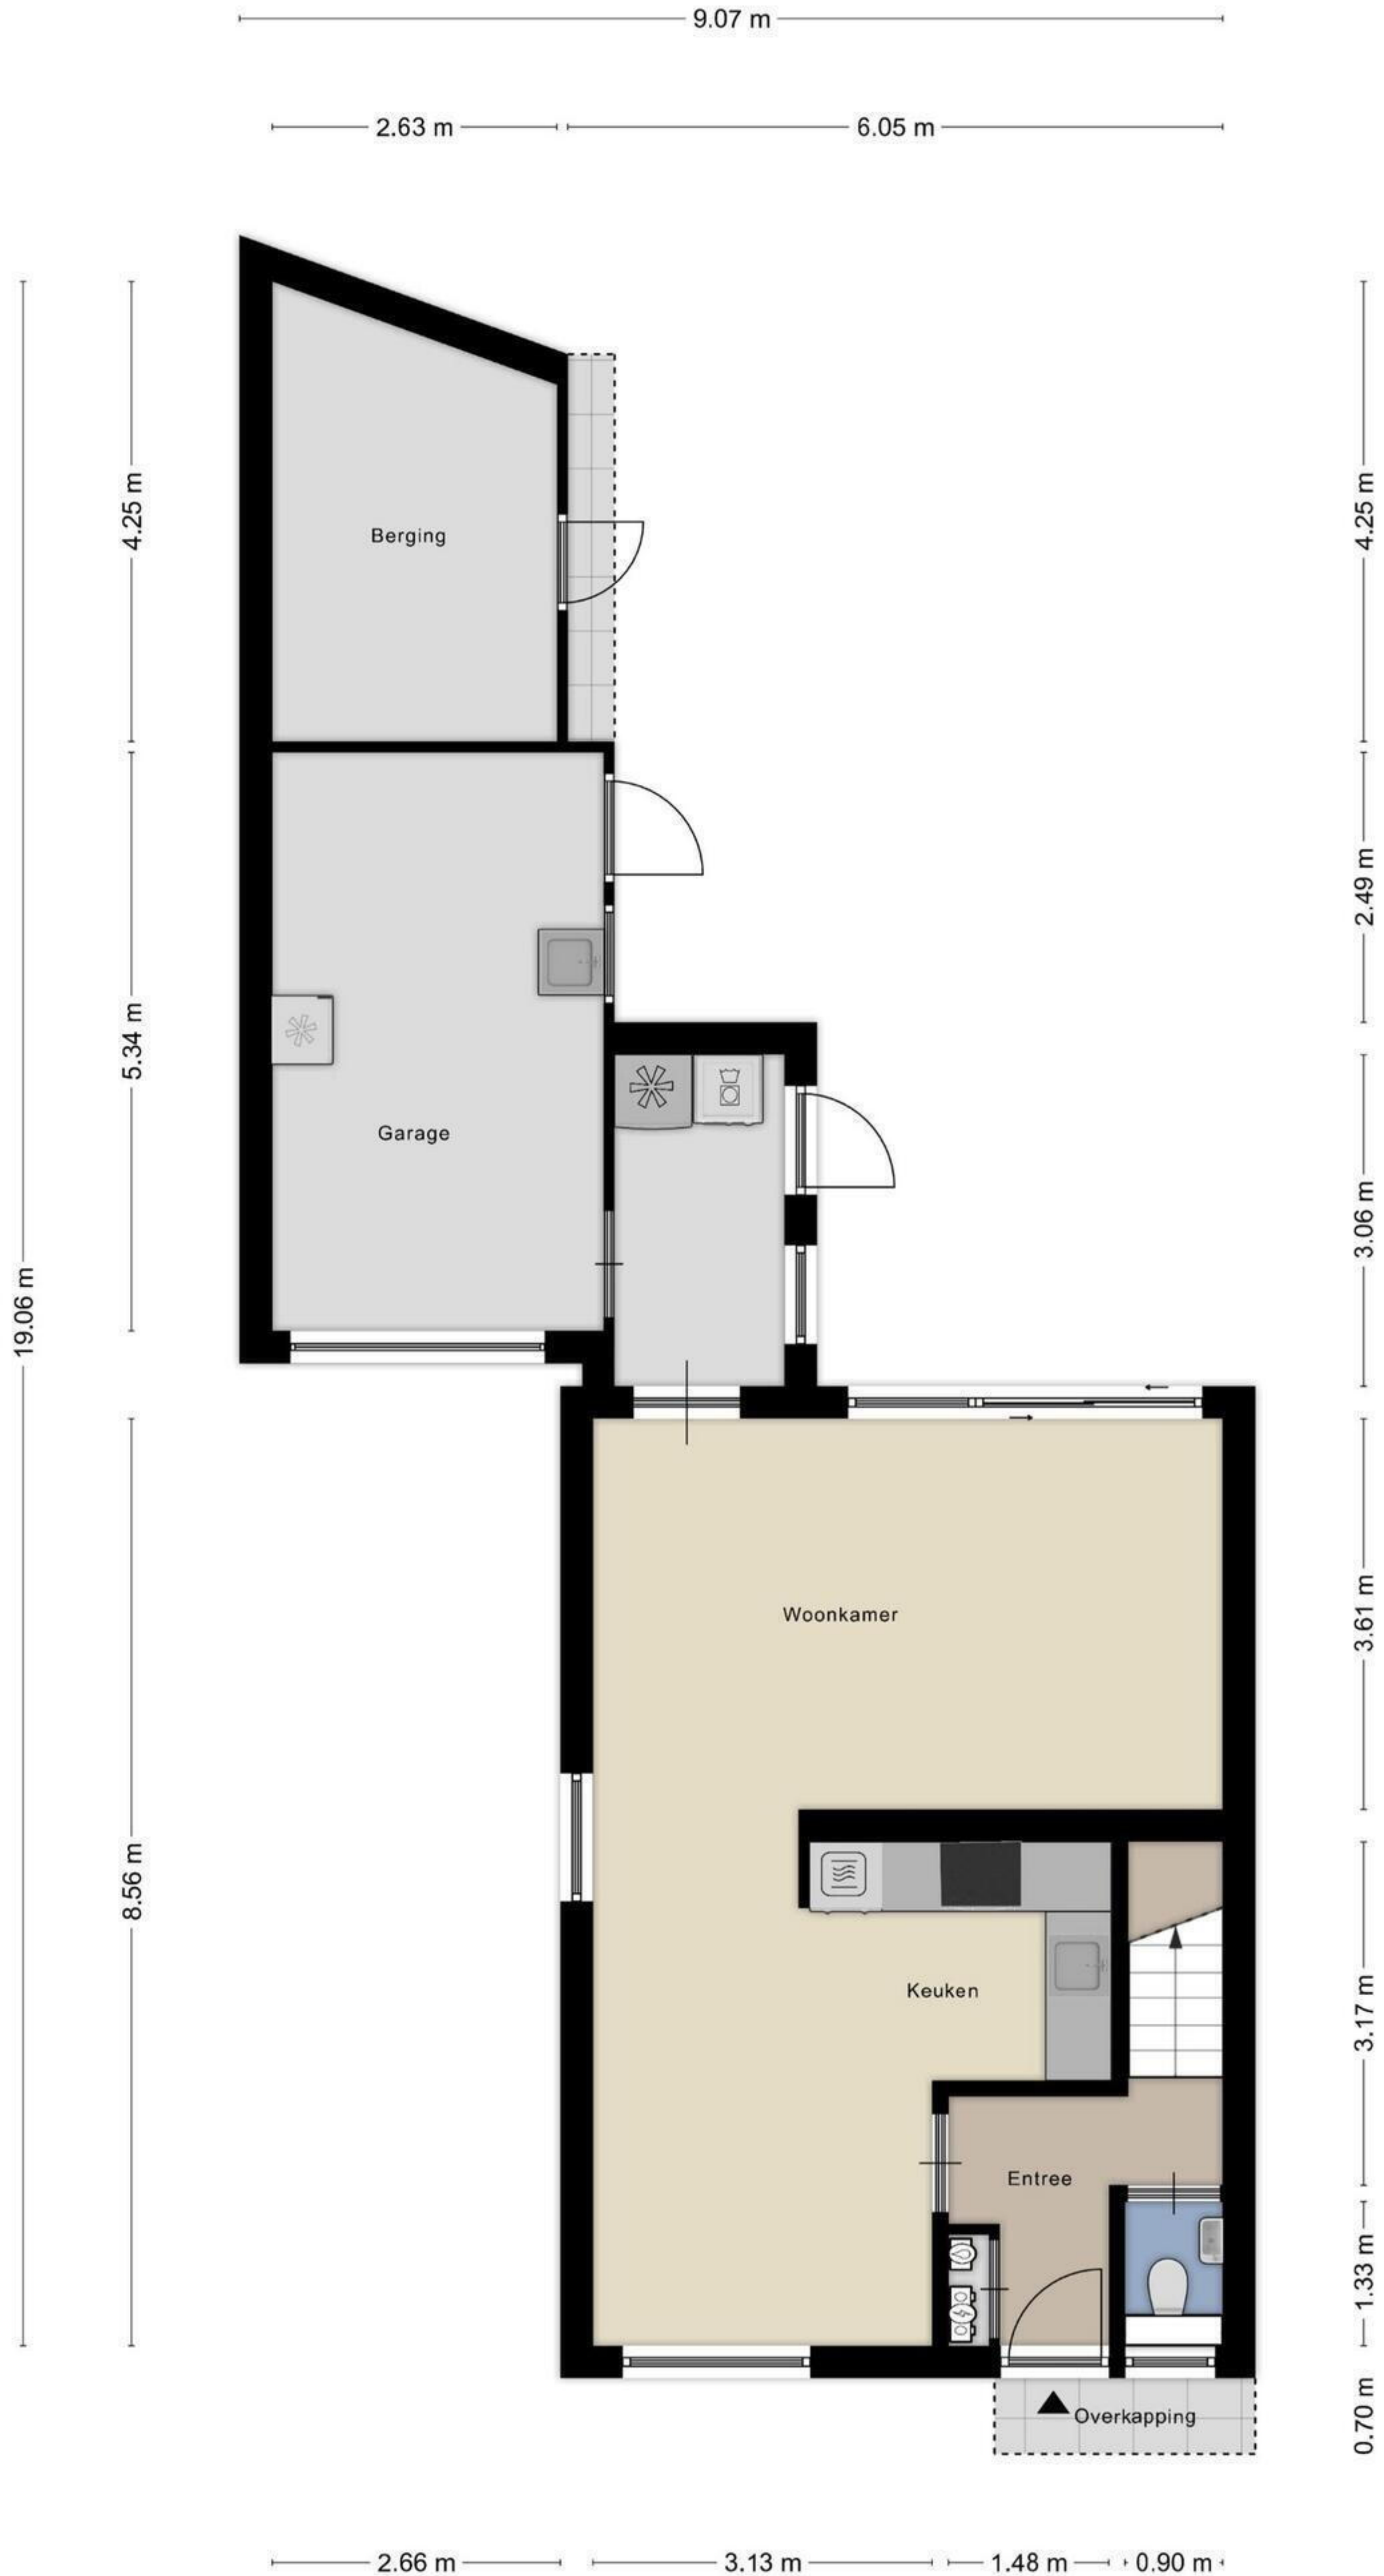 9.07 m
2.63 m
6.05 m
4.25 m
4.25 m
Berging
2.49 m
5.34 m
Garage
3.06 m
19.06 m
3.61 m
Woonkamer
8.56 m
Keuken
3.17 m
Entree
1.33 m
Overkapping
0.70 m
2.66 m
3.13 m
1.48 m
0.90 m